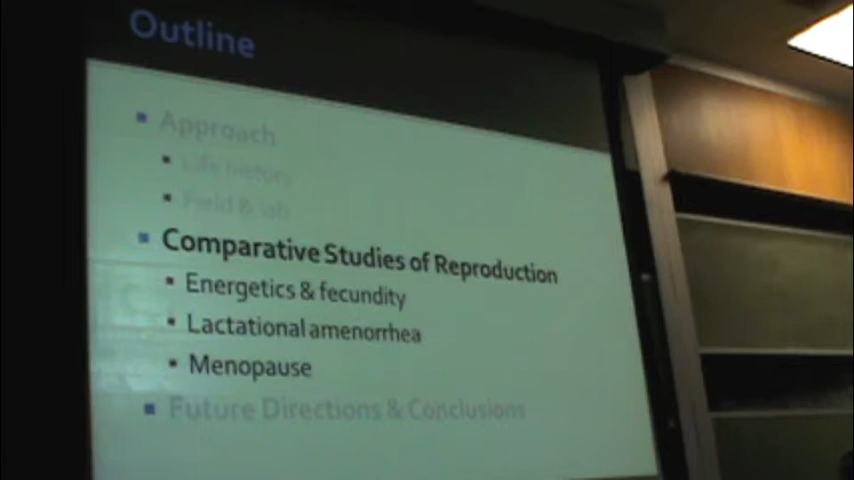 Outline
Approach
Life history
Field & lab
Comparative Studies of Reproduction
Energetics & fecundity
Lactational amenorrhea
Menopause
Future Directions & Conclusions